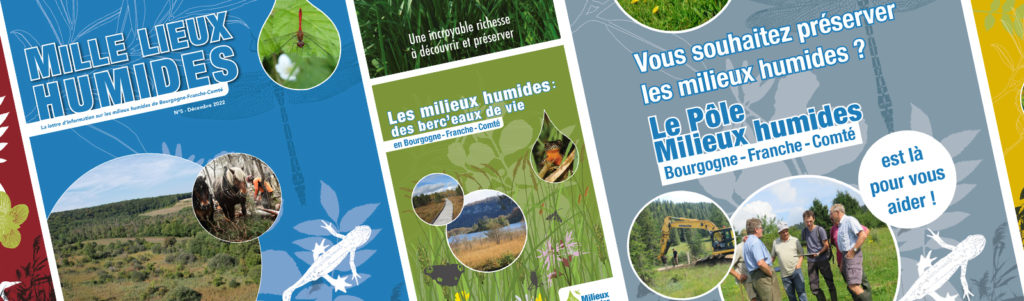 MILLE LIEUX
HUMIDES
La lettre d'information sur les milieux humides de Bourgogne-Franche-Comté
N°5 - Décembre 2022
Une incroyable richesse
à découvrir et préserver
Les milieux humides :
des berc'eaux de vie
en Bourgogne - Franche - Comté
Milieux
Vous souhaitez préserver
les milieux humides ?
Le Pôle
Milieux humides
Bourgogne - Franche - Comté
est là
pour vous
aider !